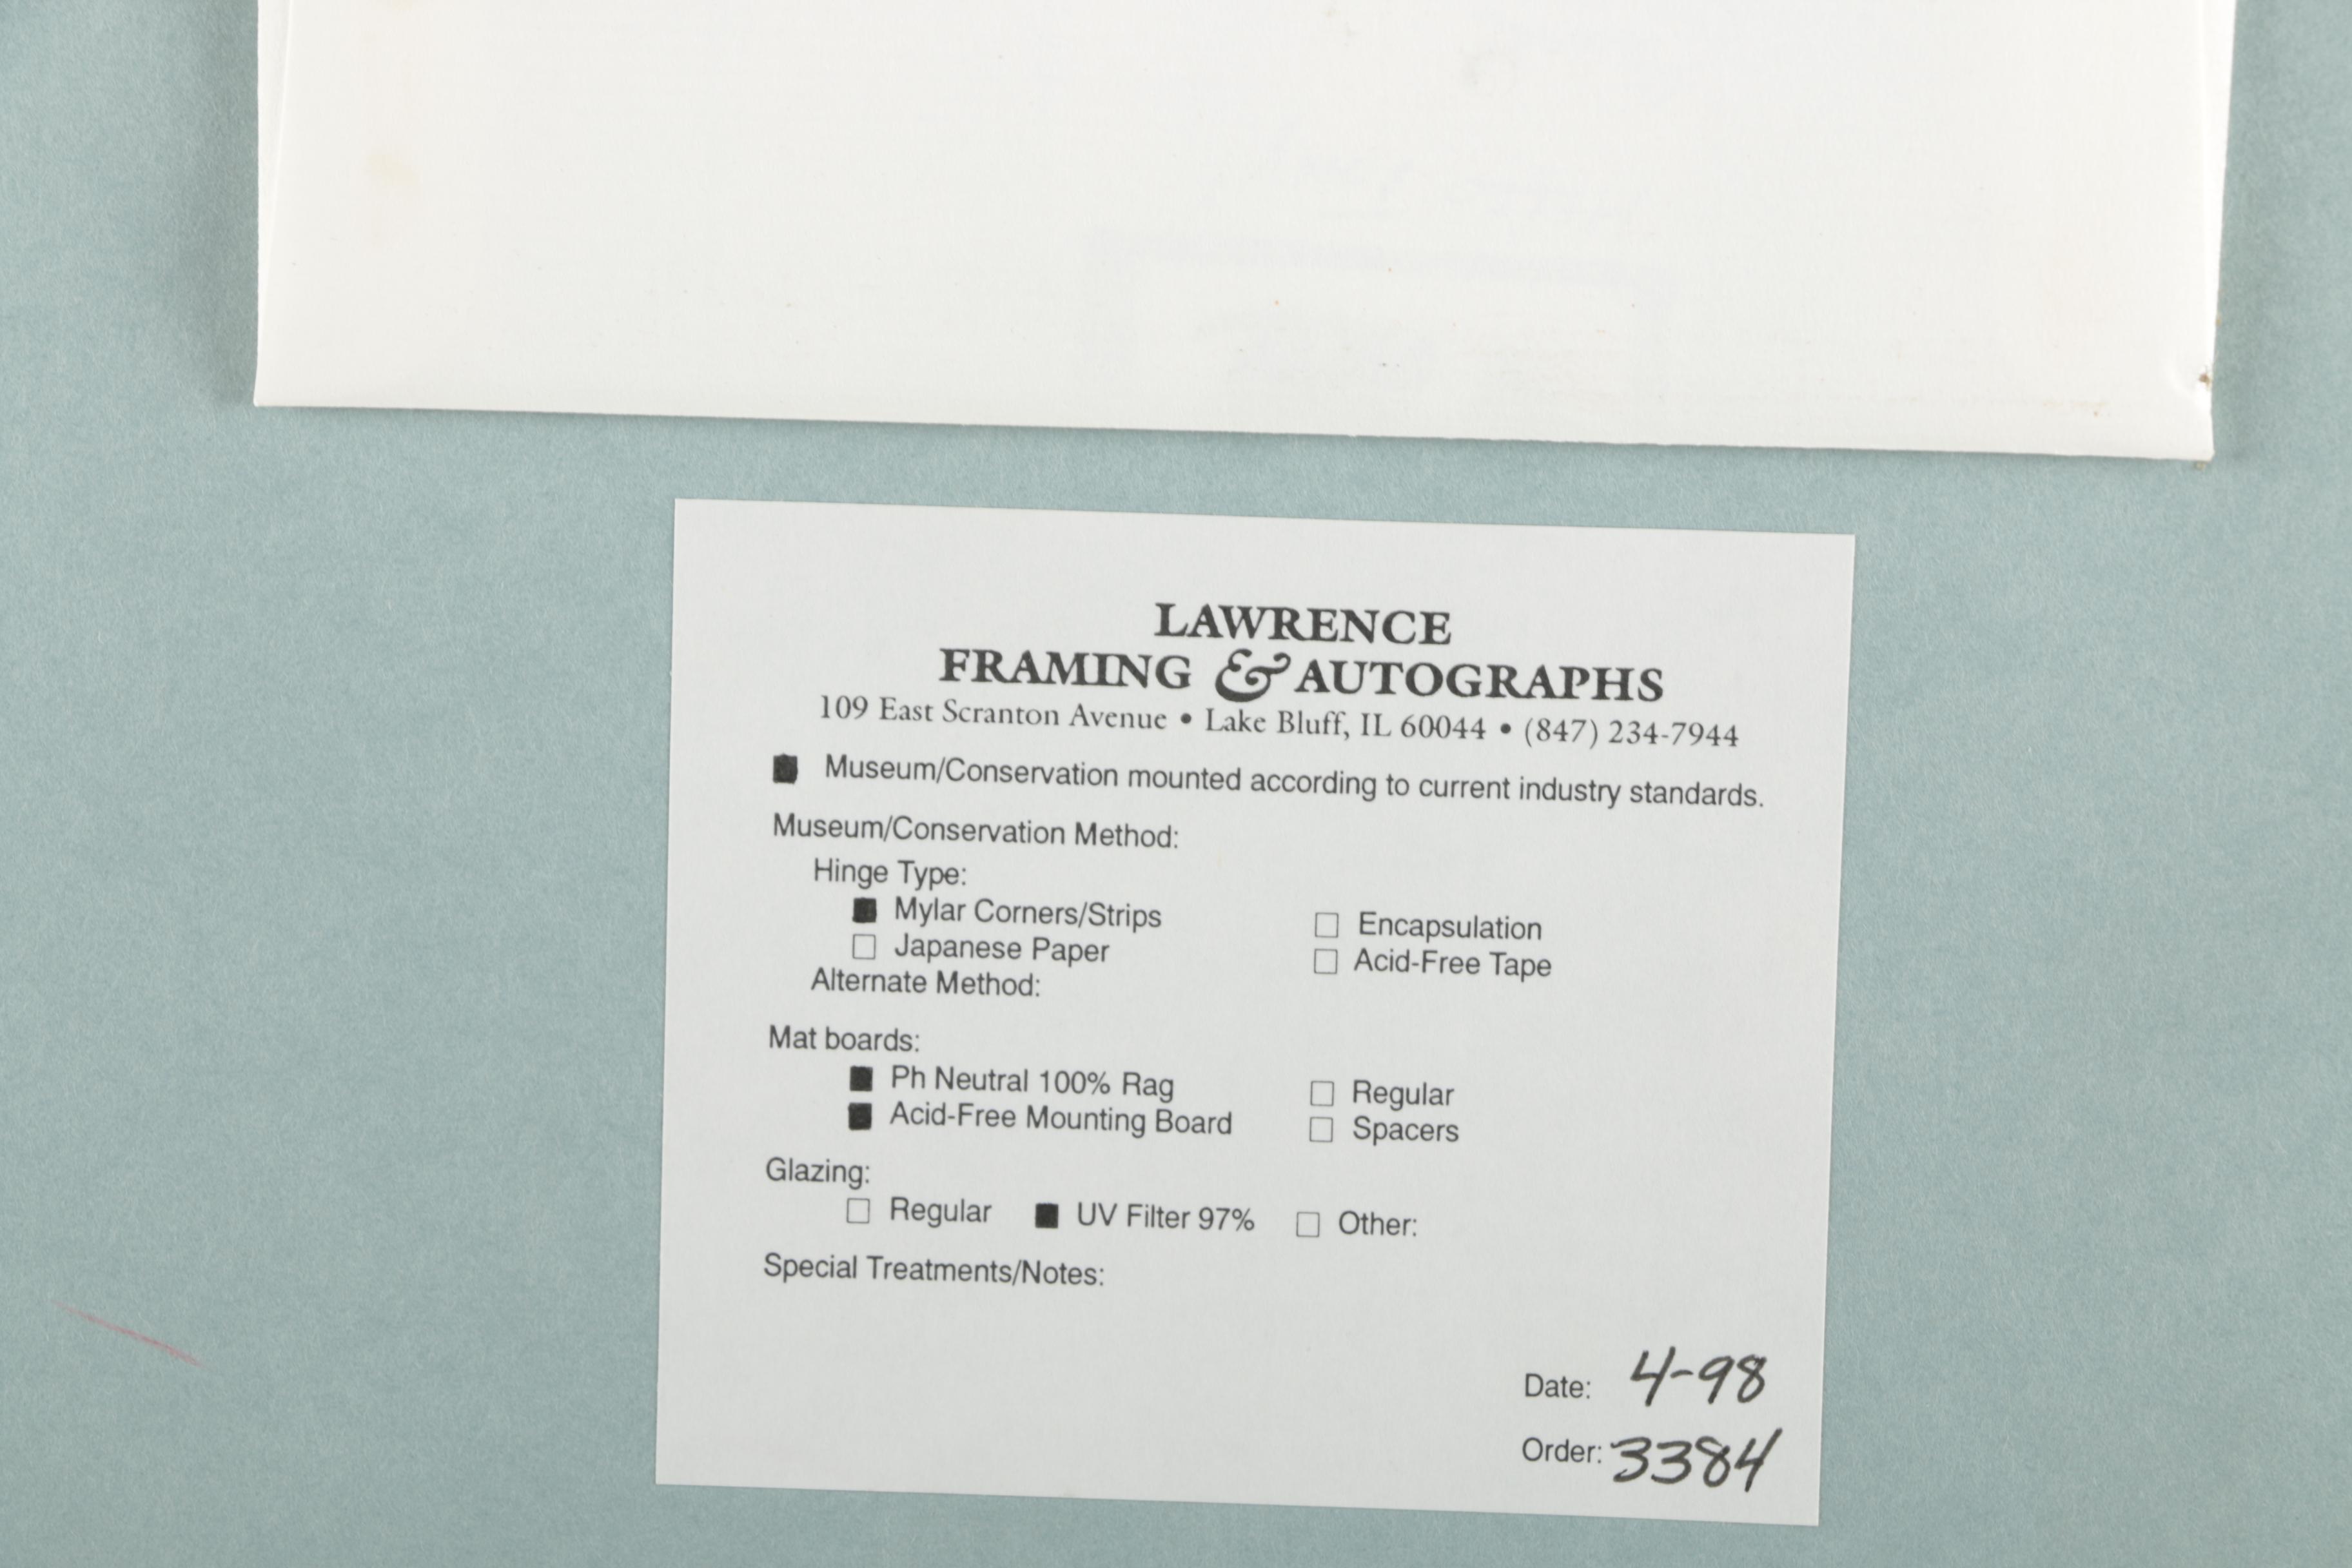 LAWRENCE
FRAMING & AUTOGRAPHS
109 East Scranton Avenue • Lake Bluff, IL 60044 • (847) 234-7944
■ Museum/Conservation mounted according to current industry standards.
Museum/Conservation Method:
Hinge Type:
■ Mylar Corners/Strips □ Encapsulation
□ Japanese Paper □ Acid-Free Tape
Alternate Method:
Mat boards:
■ Ph Neutral 100% Rag □ Regular
■ Acid-Free Mounting Board □ Spacers
Glazing:
□ Regular ■ UV Filter 97% □ Other:
Special Treatments/Notes:
Date: 4-98
Order: 3384